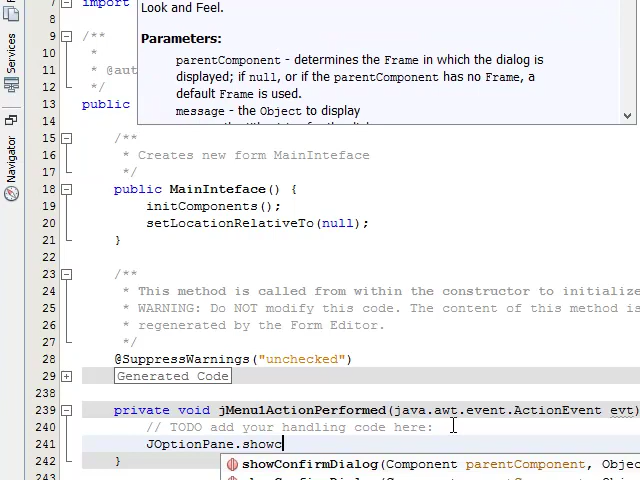 Look and Feel.
Parameters:
parentComponent - determines the Frame in which the dialog is
displayed; if null, or if the parentComponent has no Frame, a
default Frame is used.
message - the Object to display
Services
Navigator
7 import
8
9 /**
10 *
11 * @aut
12 */
13 public
14
15 /**
16 * Creates new form MainInteface
17 */
18 public MainInteface() {
19 initComponents();
20 setLocationRelativeTo(null);
21 }
22
23 /**
24 * This method is called from within the constructor to initialize
25 * WARNING: Do NOT modify this code. The content of this method is
26 * regenerated by the Form Editor.
27 */
28 @SuppressWarnings("unchecked")
29 Generated Code
238
239 private void jMenu1ActionPerformed(java.awt.event.ActionEvent evt)
240 // TODO add your handling code here:
241 JOptionPane.showc
242 }
showConfirmDialog(Component parentComponent, Objec